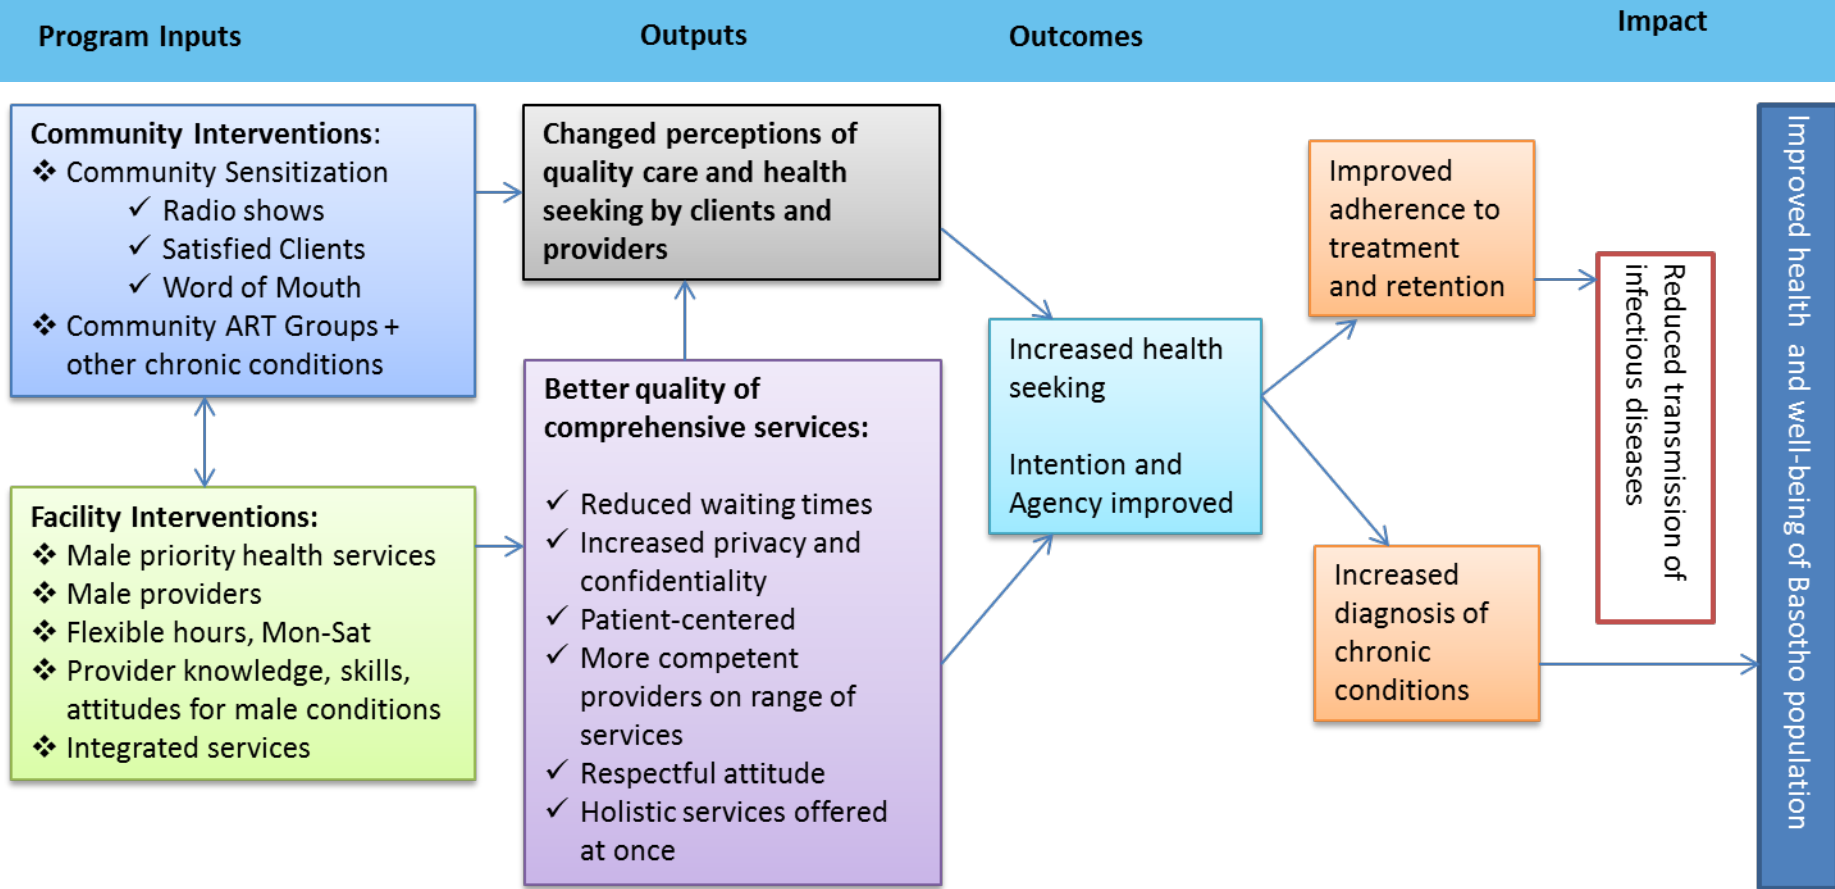 Program Inputs
Outputs
Outcomes
Impact
Community Interventions:
❖ Community Sensitization
✓ Radio shows
✓ Satisfied Clients
✓ Word of Mouth
❖ Community ART Groups +
other chronic conditions
Facility Interventions:
❖ Male priority health services
❖ Male providers
❖ Flexible hours, Mon-Sat
❖ Provider knowledge, skills,
attitudes for male conditions
❖ Integrated services
Changed perceptions of
quality care and health
seeking by clients and
providers
Better quality of
comprehensive services:
✓ Reduced waiting times
✓ Increased privacy and
confidentiality
✓ Patient-centered
✓ More competent
providers on range of
services
✓ Respectful attitude
✓ Holistic services offered
at once
Increased health
seeking
Intention and
Agency improved
Improved
adherence to
treatment
and retention
Increased
diagnosis of
chronic
conditions
Reduced transmission of
infectious diseases
Improved health and well-being of Basotho population